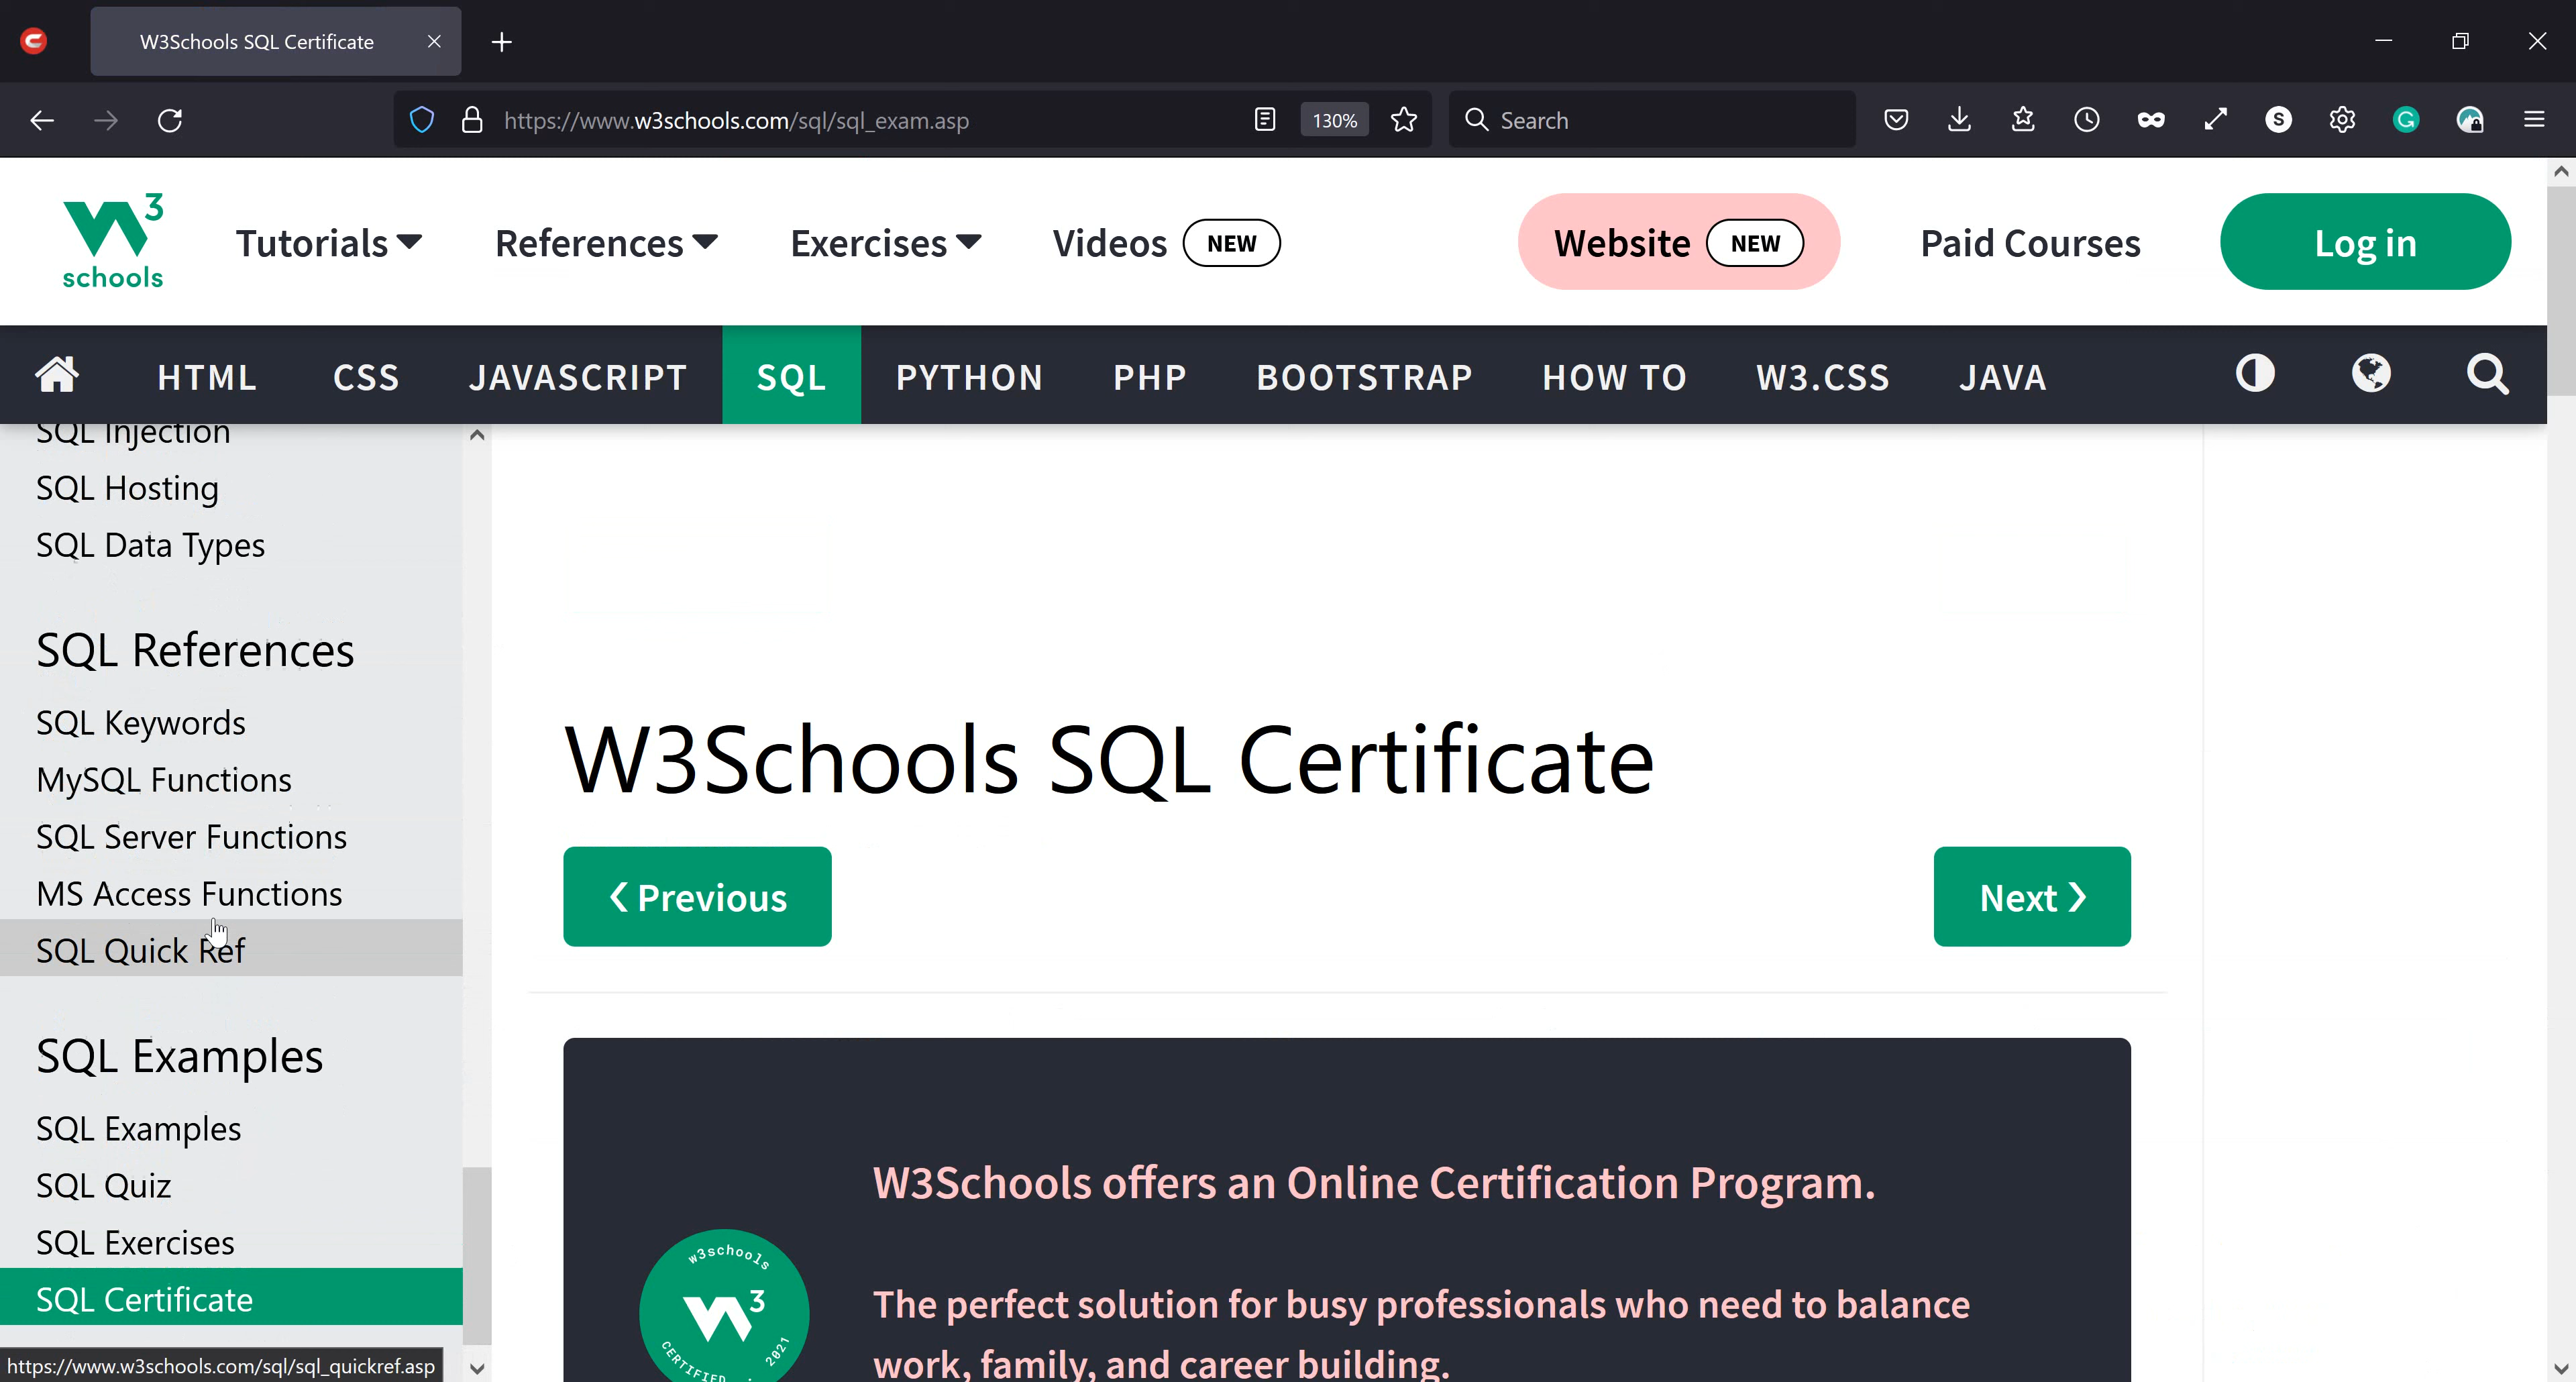 W3Schools SQL Certificate
https://www.w3schools.com/sql/sql_exam.asp
130%
Search
S
G
W3
schools
Tutorials
References
Exercises
Videos NEW
Website NEW
Paid Courses
Log in
HTML CSS JAVASCRIPT SQL PYTHON PHP BOOTSTRAP HOW TO W3.CSS JAVA
SQL Injection
SQL Hosting
SQL Data Types
SQL References
SQL Keywords
MySQL Functions
SQL Server Functions
MS Access Functions
SQL Quick Ref
SQL Examples
SQL Examples
SQL Quiz
SQL Exercises
SQL Certificate
https://www.w3schools.com/sql/sql_quickref.asp
W3Schools SQL Certificate
❮ Previous
Next ❯
W3Schools offers an Online Certification Program.
w3schools
W3
CERTIFIED . 2021
The perfect solution for busy professionals who need to balance
work, family, and career building.